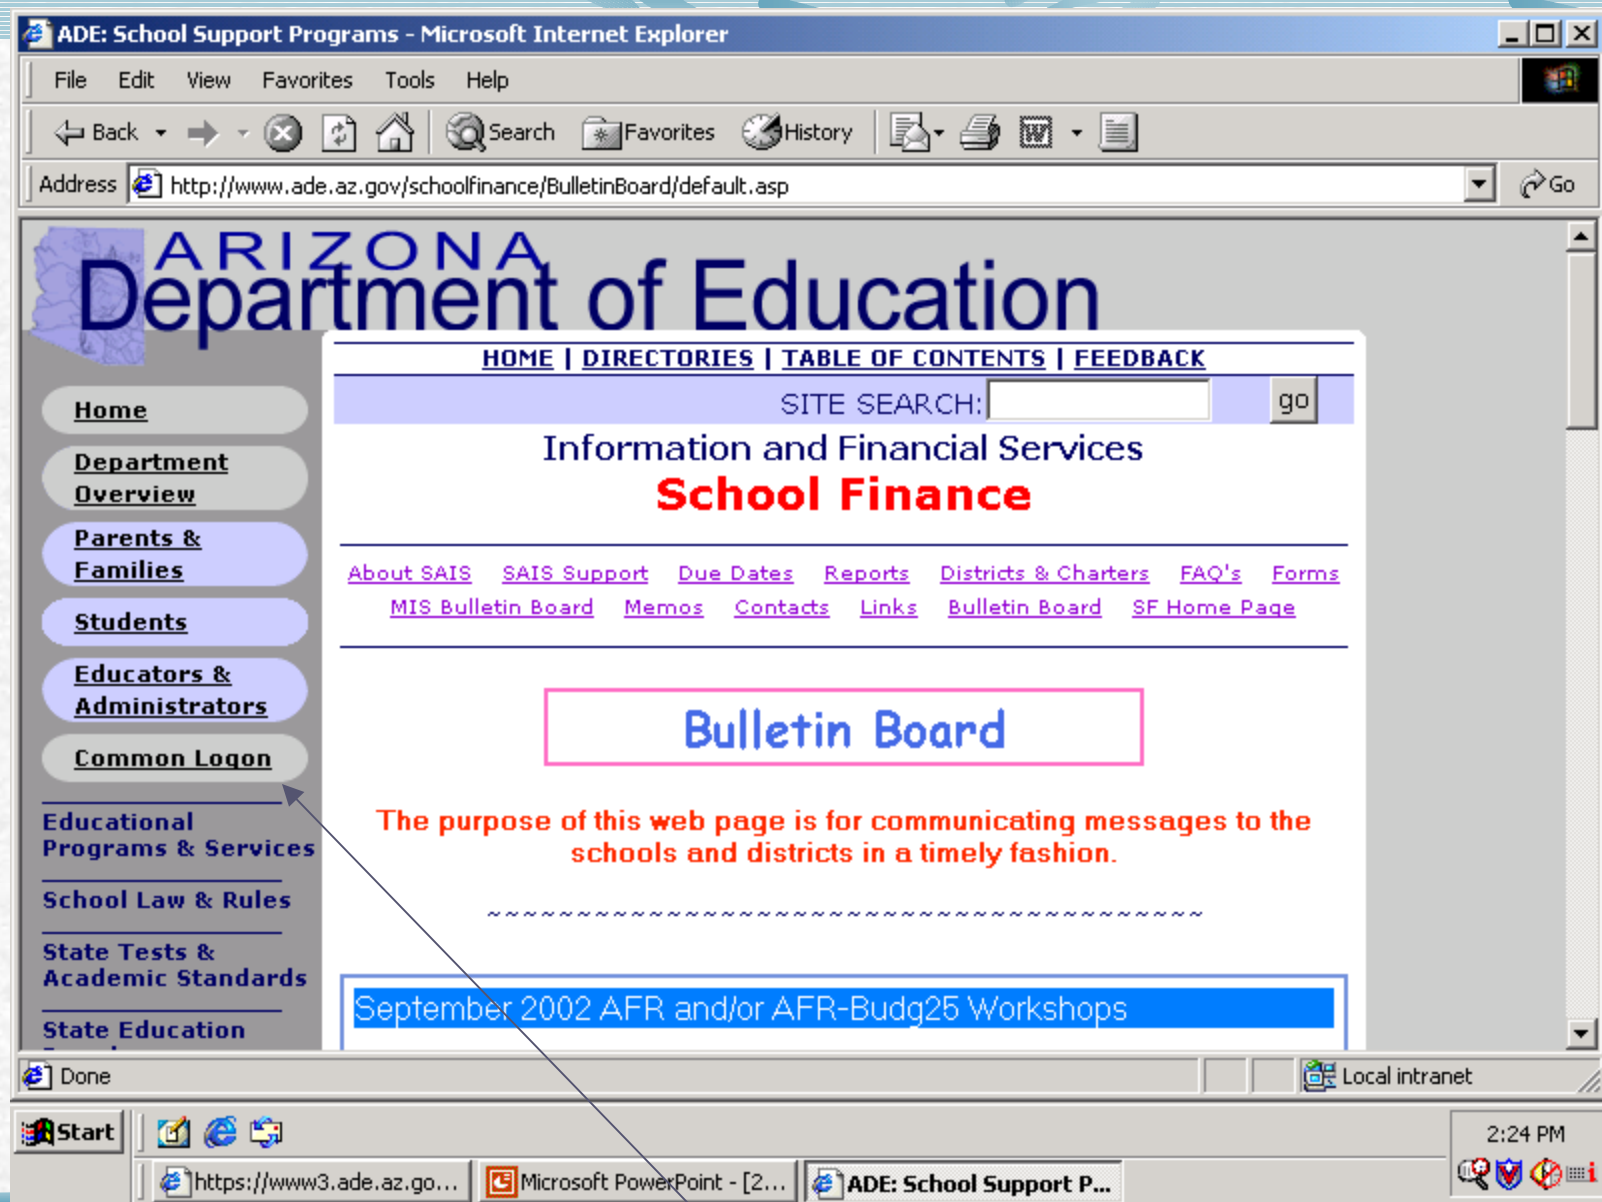 ADE: School Support Programs - Microsoft Internet Explorer
File Edit View Favorites Tools Help
Back Search Favorites History
Address http://www.ade.az.gov/schoolfinance/BulletinBoard/default.asp Go
ARIZONA
Department of Education
HOME | DIRECTORIES | TABLE OF CONTENTS | FEEDBACK
SITE SEARCH: go
Home
Department
Overview
Parents &
Families
Students
Educators &
Administrators
Common Logon
Educational
Programs & Services
School Law & Rules
State Tests &
Academic Standards
State Education
Information and Financial Services
School Finance
About SAIS SAIS Support Due Dates Reports Districts & Charters FAQ's Forms
MIS Bulletin Board Memos Contacts Links Bulletin Board SF Home Page
Bulletin Board
The purpose of this web page is for communicating messages to the
schools and districts in a timely fashion.
~~~~~~~~~~~~~~~~~~~~~~~~~~~~~~~~~~~~~~~~
September 2002 AFR and/or AFR-Budg25 Workshops
Done Local intranet
Start 2:24 PM
https://www3.ade.az.go... Microsoft PowerPoint - [2... ADE: School Support P...